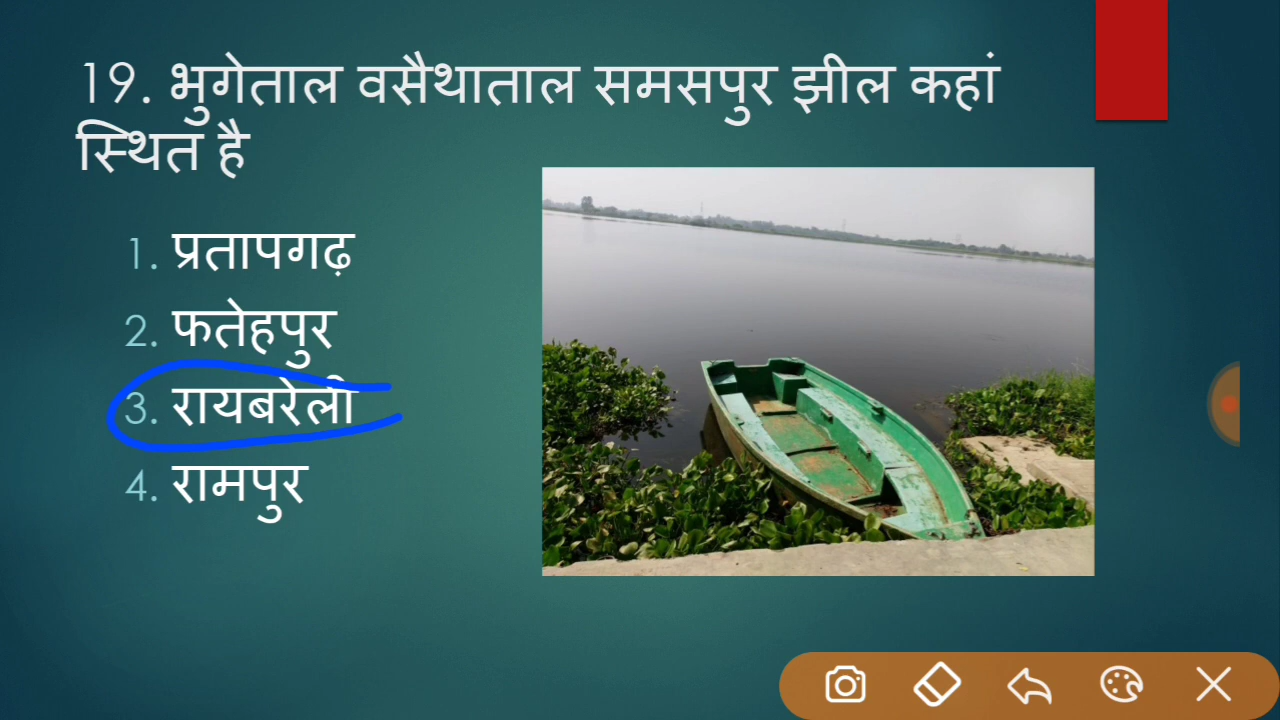 19. भुगेताल वसैथाताल समसपुर झील कहां
स्थित है
1. प्रतापगढ़
2. फतेहपुर
3. रायबरेली
4. रामपुर